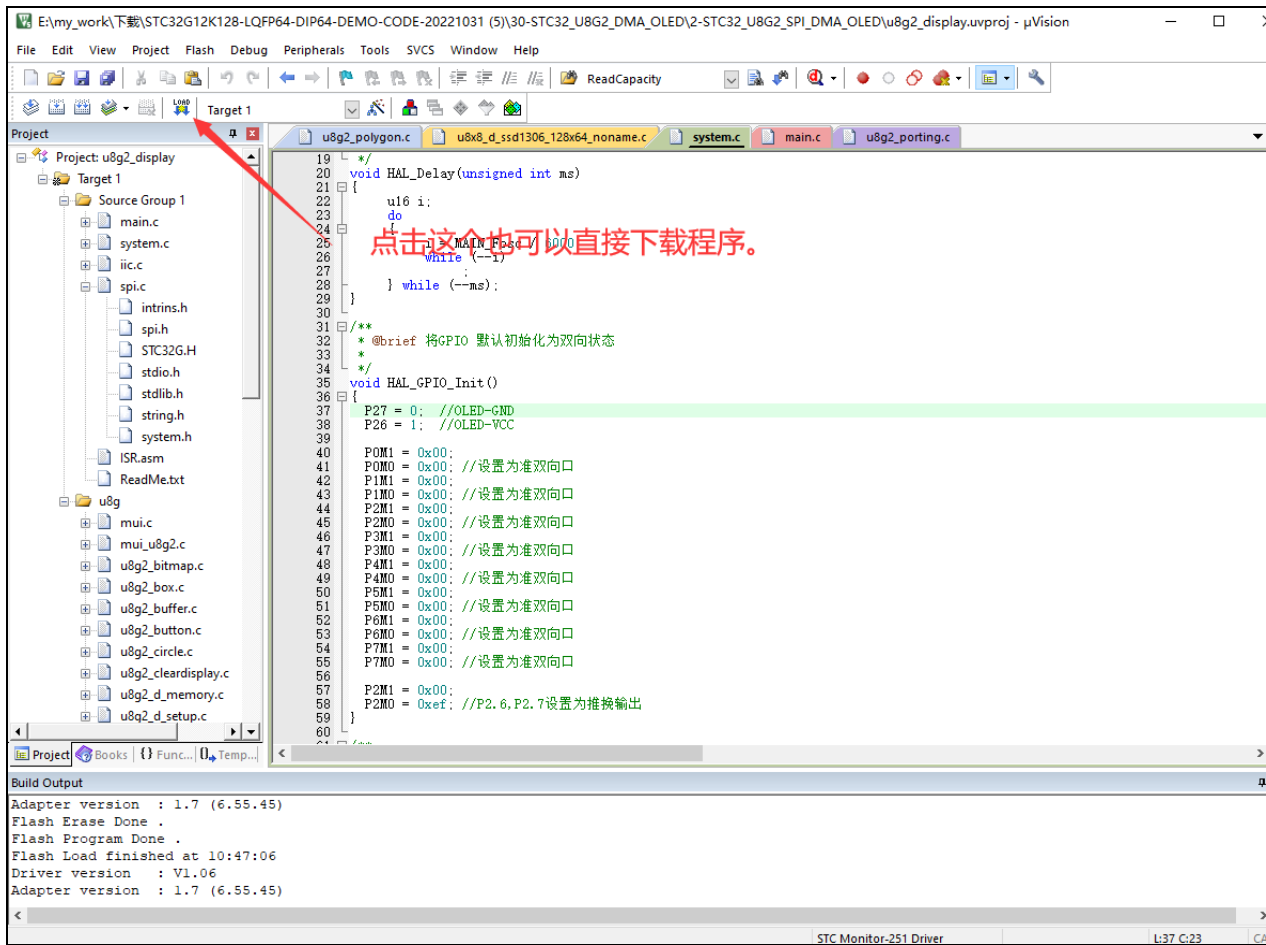 E:\my_work\下载\STC32G12K128-LQFP64-DIP64-DEMO-CODE-20221031 (5)\30-STC32_U8G2_DMA_OLED\2-STC32_U8G2_SPI_DMA_OLED\u8g2_display.uvproj - µVision
File Edit View Project Flash Debug Peripherals Tools SVCS Window Help
ReadCapacity
LOAD Target 1
Project
Project: u8g2_display
Target 1
Source Group 1
main.c
system.c
iic.c
spi.c
intrins.h
spi.h
STC32G.H
stdio.h
stdlib.h
string.h
system.h
ISR.asm
ReadMe.txt
u8g
mui.c
mui_u8g2.c
u8g2_bitmap.c
u8g2_box.c
u8g2_buffer.c
u8g2_button.c
u8g2_circle.c
u8g2_cleardisplay.c
u8g2_d_memory.c
u8g2_d_setup.c
Project Books {} Func... Temp...
u8g2_polygon.c u8x8_d_ssd1306_128x64_noname.c system.c main.c u8g2_porting.c
19 */
20 void HAL_Delay(unsigned int ms)
21 {
22 u16 i;
23 do
24 {
25 i = MAIN_Fosc / 6000
点击这个也可以直接下载程序。
26 while (--i)
27 ;
28 } while (--ms);
29 }
30
31 /**
32 * @brief 将GPIO 默认初始化为双向状态
33 *
34 */
35 void HAL_GPIO_Init()
36 {
37 P27 = 0; //OLED-GND
38 P26 = 1; //OLED-VCC
39
40 P0M1 = 0x00;
41 P0M0 = 0x00; //设置为准双向口
42 P1M1 = 0x00;
43 P1M0 = 0x00; //设置为准双向口
44 P2M1 = 0x00;
45 P2M0 = 0x00; //设置为准双向口
46 P3M1 = 0x00;
47 P3M0 = 0x00; //设置为准双向口
48 P4M1 = 0x00;
49 P4M0 = 0x00; //设置为准双向口
50 P5M1 = 0x00;
51 P5M0 = 0x00; //设置为准双向口
52 P6M1 = 0x00;
53 P6M0 = 0x00; //设置为准双向口
54 P7M1 = 0x00;
55 P7M0 = 0x00; //设置为准双向口
56
57 P2M1 = 0x00;
58 P2M0 = 0xef; //P2.6,P2.7设置为推挽输出
59 }
60
Build Output
Adapter version : 1.7 (6.55.45)
Flash Erase Done .
Flash Program Done .
Flash Load finished at 10:47:06
Driver version : V1.06
Adapter version : 1.7 (6.55.45)
STC Monitor-251 Driver L:37 C:23